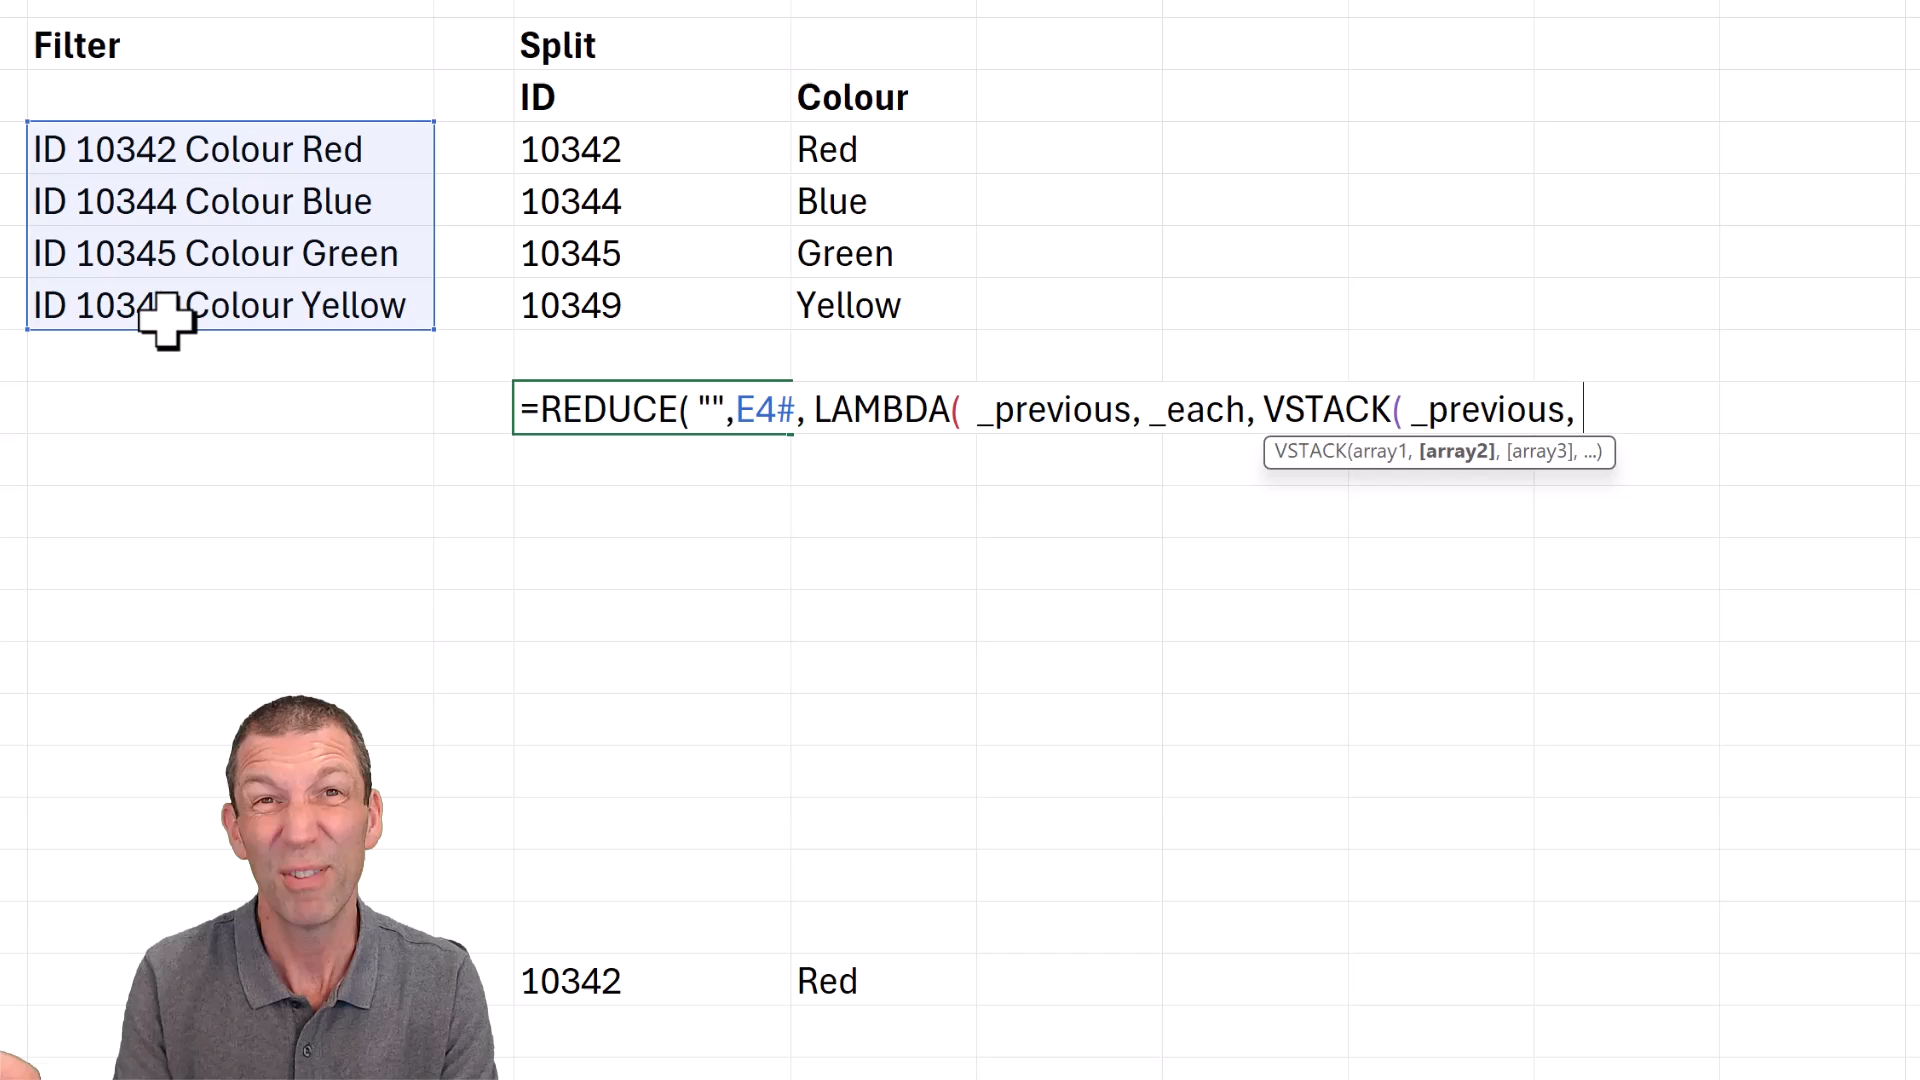 Filter Split
ID Colour
ID 10342 Colour Red 10342 Red
ID 10344 Colour Blue 10344 Blue
ID 10345 Colour Green 10345 Green
ID Colour Yellow 10349 Yellow
=REDUCE( "",E4#, LAMBDA( _previous, _each, VSTACK( _previous,
VSTACK(array1, [array2], [array3], ...)
10342 Red